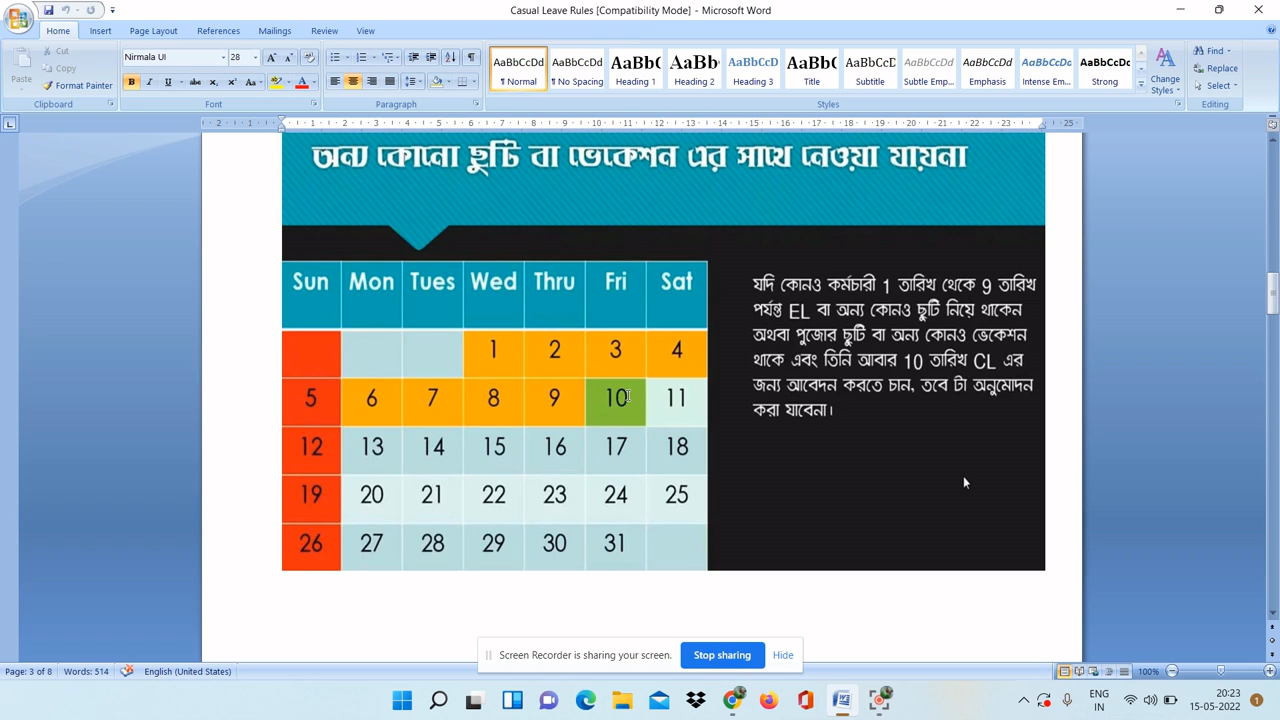 Casual Leave Rules [Compatibility Mode] - Microsoft Word
Home Insert Page Layout References Mailings Review View
Cut
Copy
Format Painter
Paste
Clipboard
Nirmala UI 28
Font
Paragraph
AaBbCcDd AaBbCcDd AaBbC AaBbCc AaBbCcD AaBbC AaBbCcD AaBbCcDd AaBbCcDd AaBbCcDd AaBbCcDc
¶ Normal ¶ No Spacing Heading 1 Heading 2 Heading 3 Title Subtitle Subtle Emp... Emphasis Intense Em... Strong
Change Styles
Styles
Find
Replace
Select
Editing
অন্য কোনো ছুটি বা ভেকেশন এর সাথে নেওয়া যায়না
Sun Mon Tues Wed Thru Fri Sat
1 2 3 4
5 6 7 8 9 10 11
12 13 14 15 16 17 18
19 20 21 22 23 24 25
26 27 28 29 30 31
যদি কোনও কর্মচারী 1 তারিখ থেকে 9 তারিখ
পর্যন্ত EL বা অন্য কোনও ছুটি নিয়ে থাকেন
অথবা পুজোর ছুটি বা অন্য কোনও ভেকেশন
থাকে এবং তিনি আবার 10 তারিখ CL এর
জন্য আবেদন করতে চান, তবে টা অনুমোদন
করা যাবেনা।
Screen Recorder is sharing your screen. Stop sharing Hide
Page: 3 of 8 Words: 514 English (United States) 100%
ENG
IN
20:23
15-05-2022